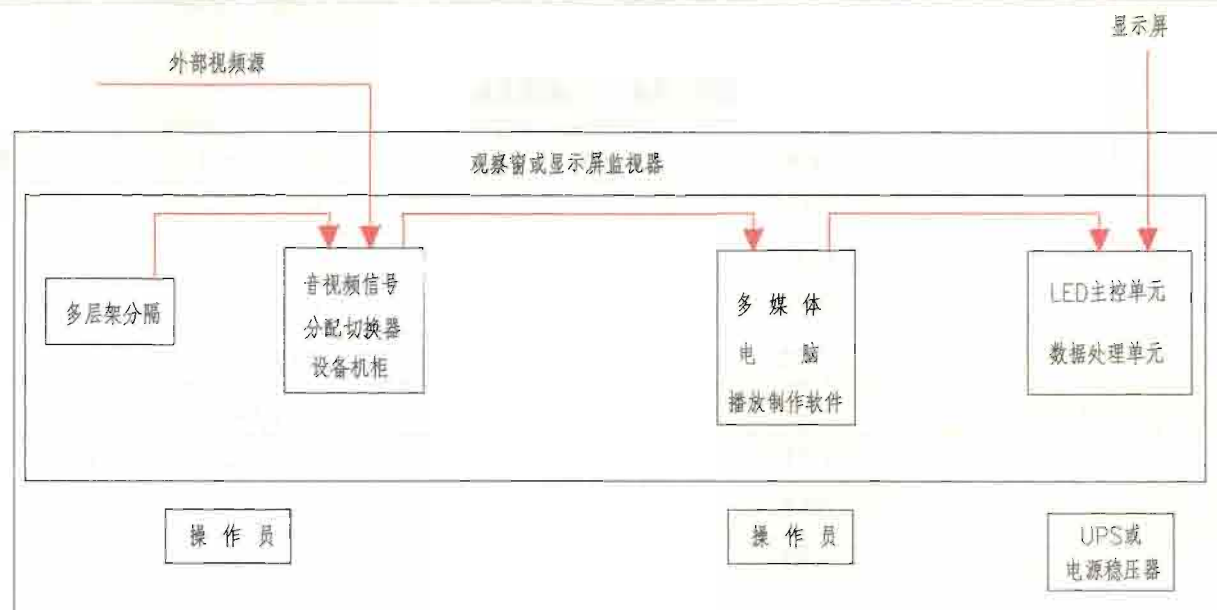 显示屏
外部视频源
观察窗或显示屏监视器
多层架分隔
音视频信号
分配切换器
设备机柜
多媒体
电脑
播放制作软件
LED主控单元
数据处理单元
操作员
操作员
UPS或
电源稳压器